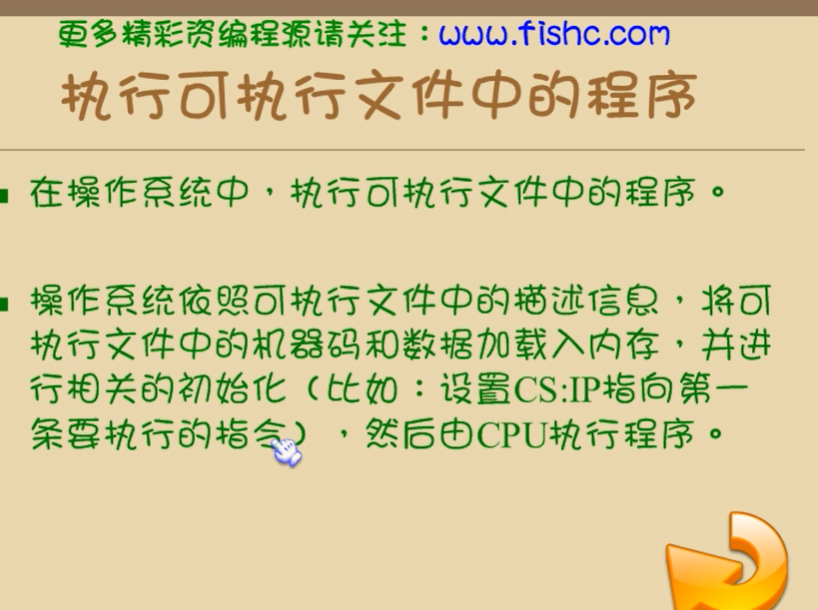 更多精彩资编程源请关注：www.fishc.com
执行可执行文件中的程序
在操作系统中，执行可执行文件中的程序。
操作系统依照可执行文件中的描述信息，将可
执行文件中的机器码和数据加载入内存，并进
行相关的初始化（比如：设置CS:IP指向第一
条要执行的指令），然后由CPU执行程序。